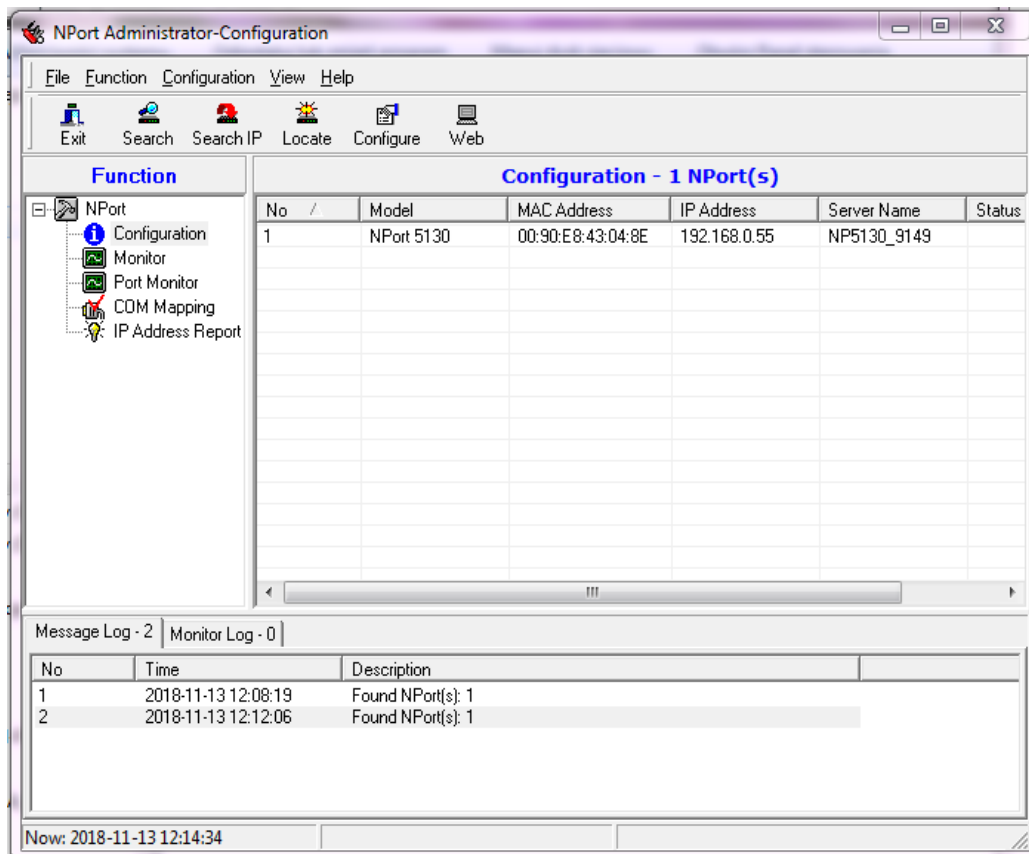 NPort Administrator-Configuration
File Function Configuration View Help
Exit Search Search IP Locate Configure Web
Function
Configuration - 1 NPort(s)
NPort
Configuration
Monitor
Port Monitor
COM Mapping
IP Address Report
No Model MAC Address IP Address Server Name Status
1 NPort 5130 00:90:E8:43:04:8E 192.168.0.55 NP5130_9149
Message Log - 2 Monitor Log - 0
No Time Description
1 2018-11-13 12:08:19 Found NPort(s): 1
2 2018-11-13 12:12:06 Found NPort(s): 1
Now: 2018-11-13 12:14:34